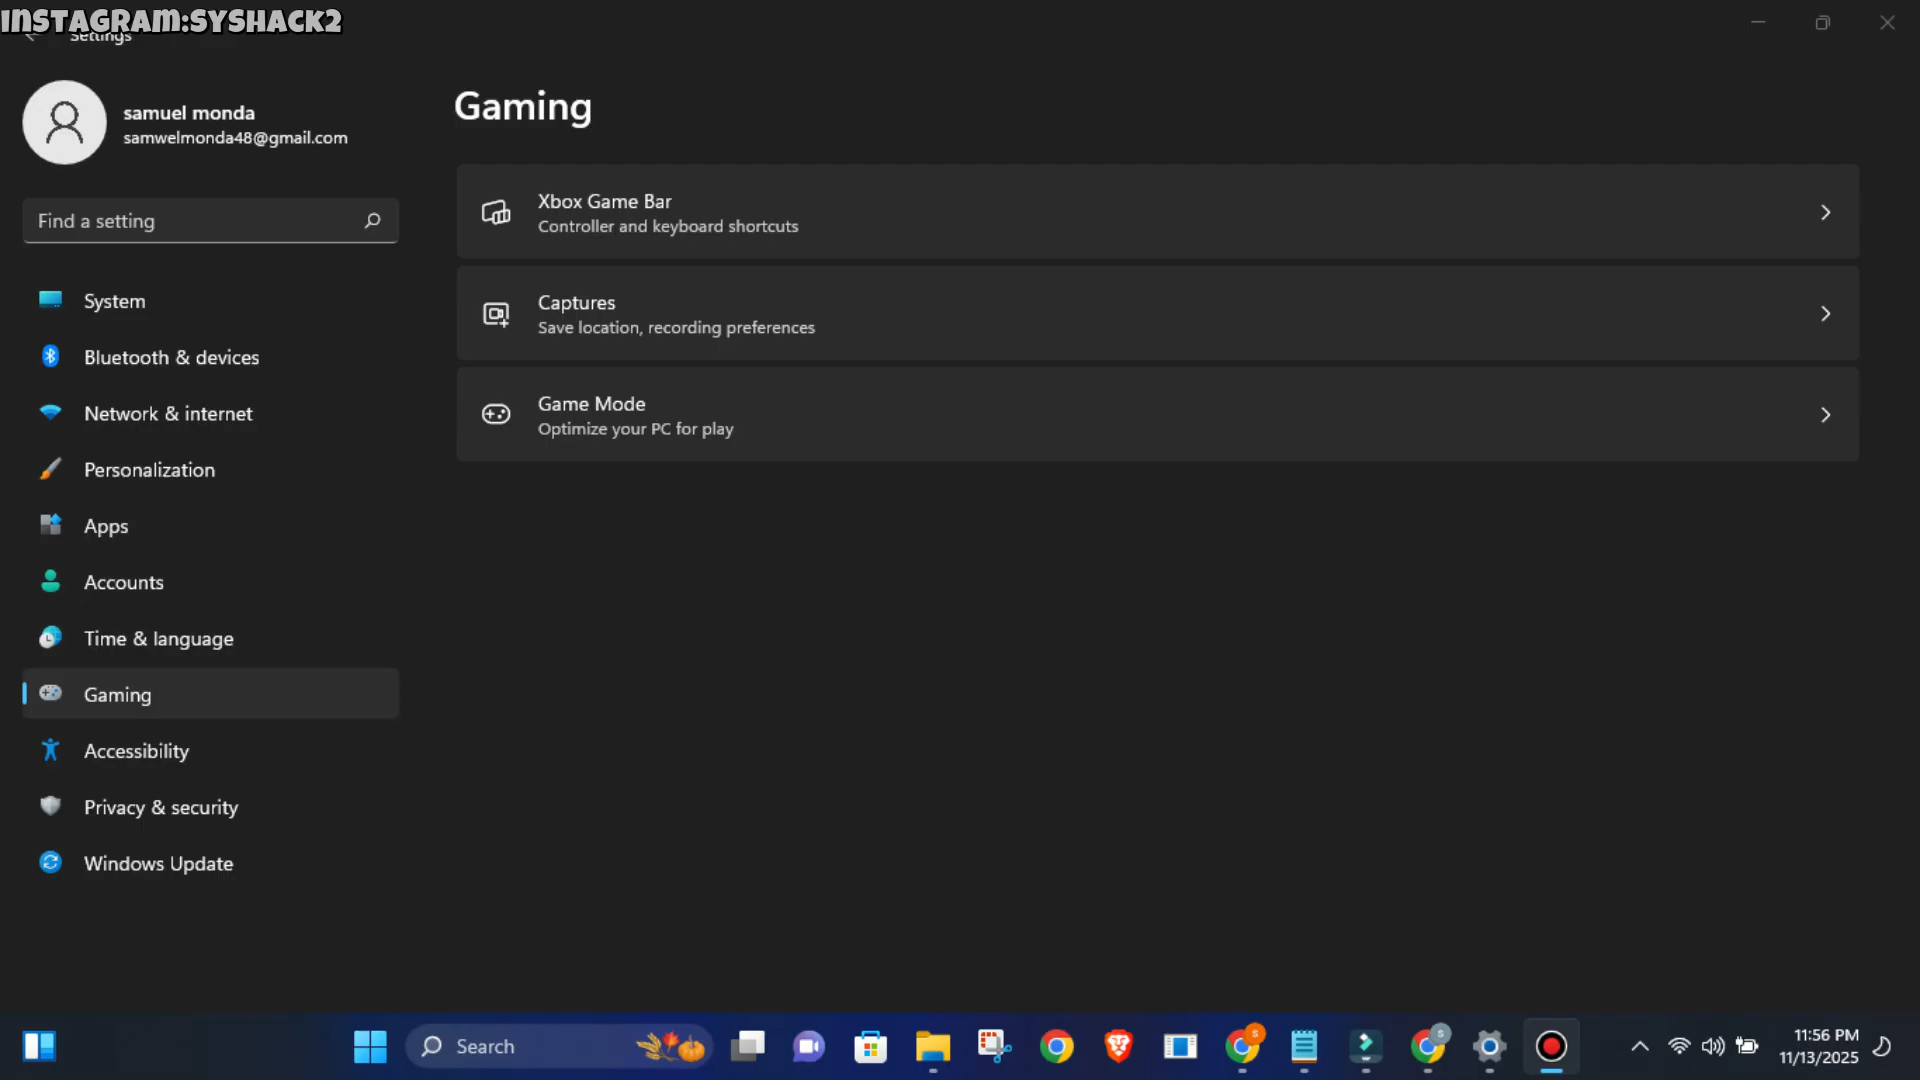 INSTAGRAM:SYSHACK2
Settings
samuel monda
samwelmonda48@gmail.com
Find a setting
System
Bluetooth & devices
Network & internet
Personalization
Apps
Accounts
Time & language
Gaming
Accessibility
Privacy & security
Windows Update
Gaming
Xbox Game Bar
Controller and keyboard shortcuts
Captures
Save location, recording preferences
Game Mode
Optimize your PC for play
Search
S
S
11:56 PM
11/13/2025